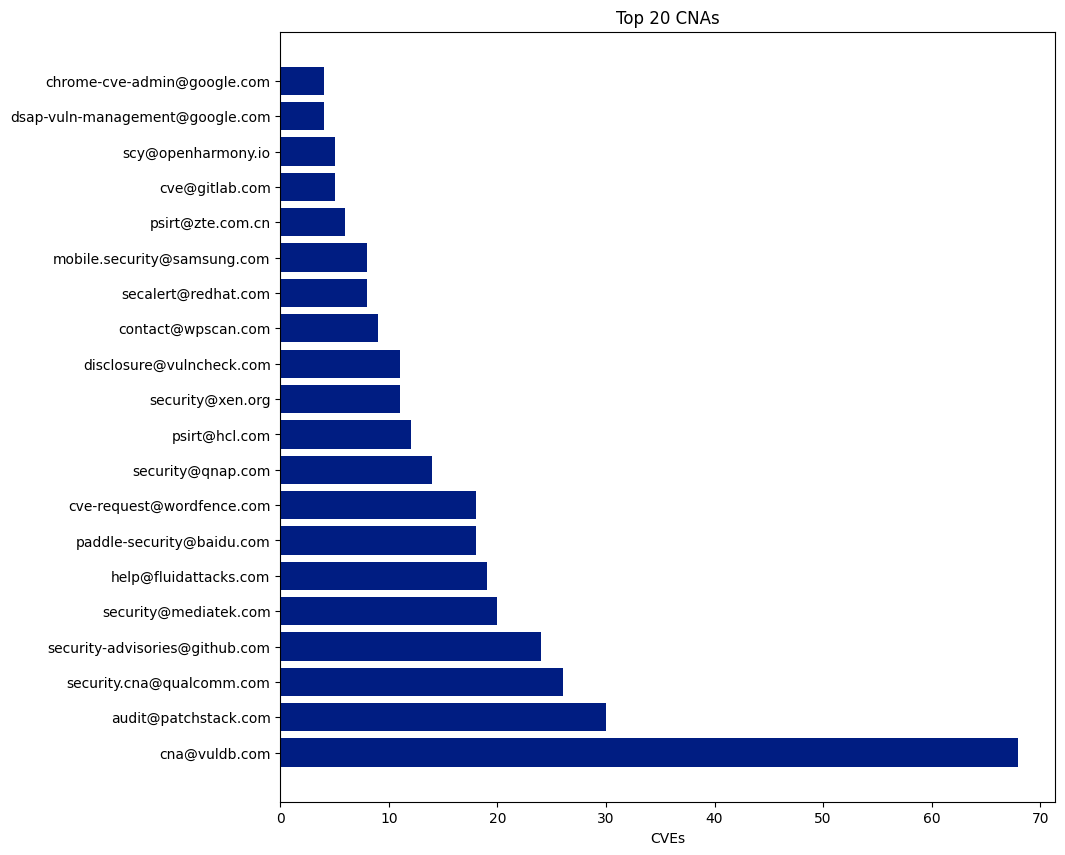 Top 20 CNAs
chrome-cve-admin@google.com
dsap-vuln-management@google.com
scy@openharmony.io
cve@gitlab.com
psirt@zte.com.cn
mobile.security@samsung.com
secalert@redhat.com
contact@wpscan.com
disclosure@vulncheck.com
security@xen.org
psirt@hcl.com
security@qnap.com
cve-request@wordfence.com
paddle-security@baidu.com
help@fluidattacks.com
security@mediatek.com
security-advisories@github.com
security.cna@qualcomm.com
audit@patchstack.com
cna@vuldb.com
0 10 20 30 40 50 60 70
CVEs